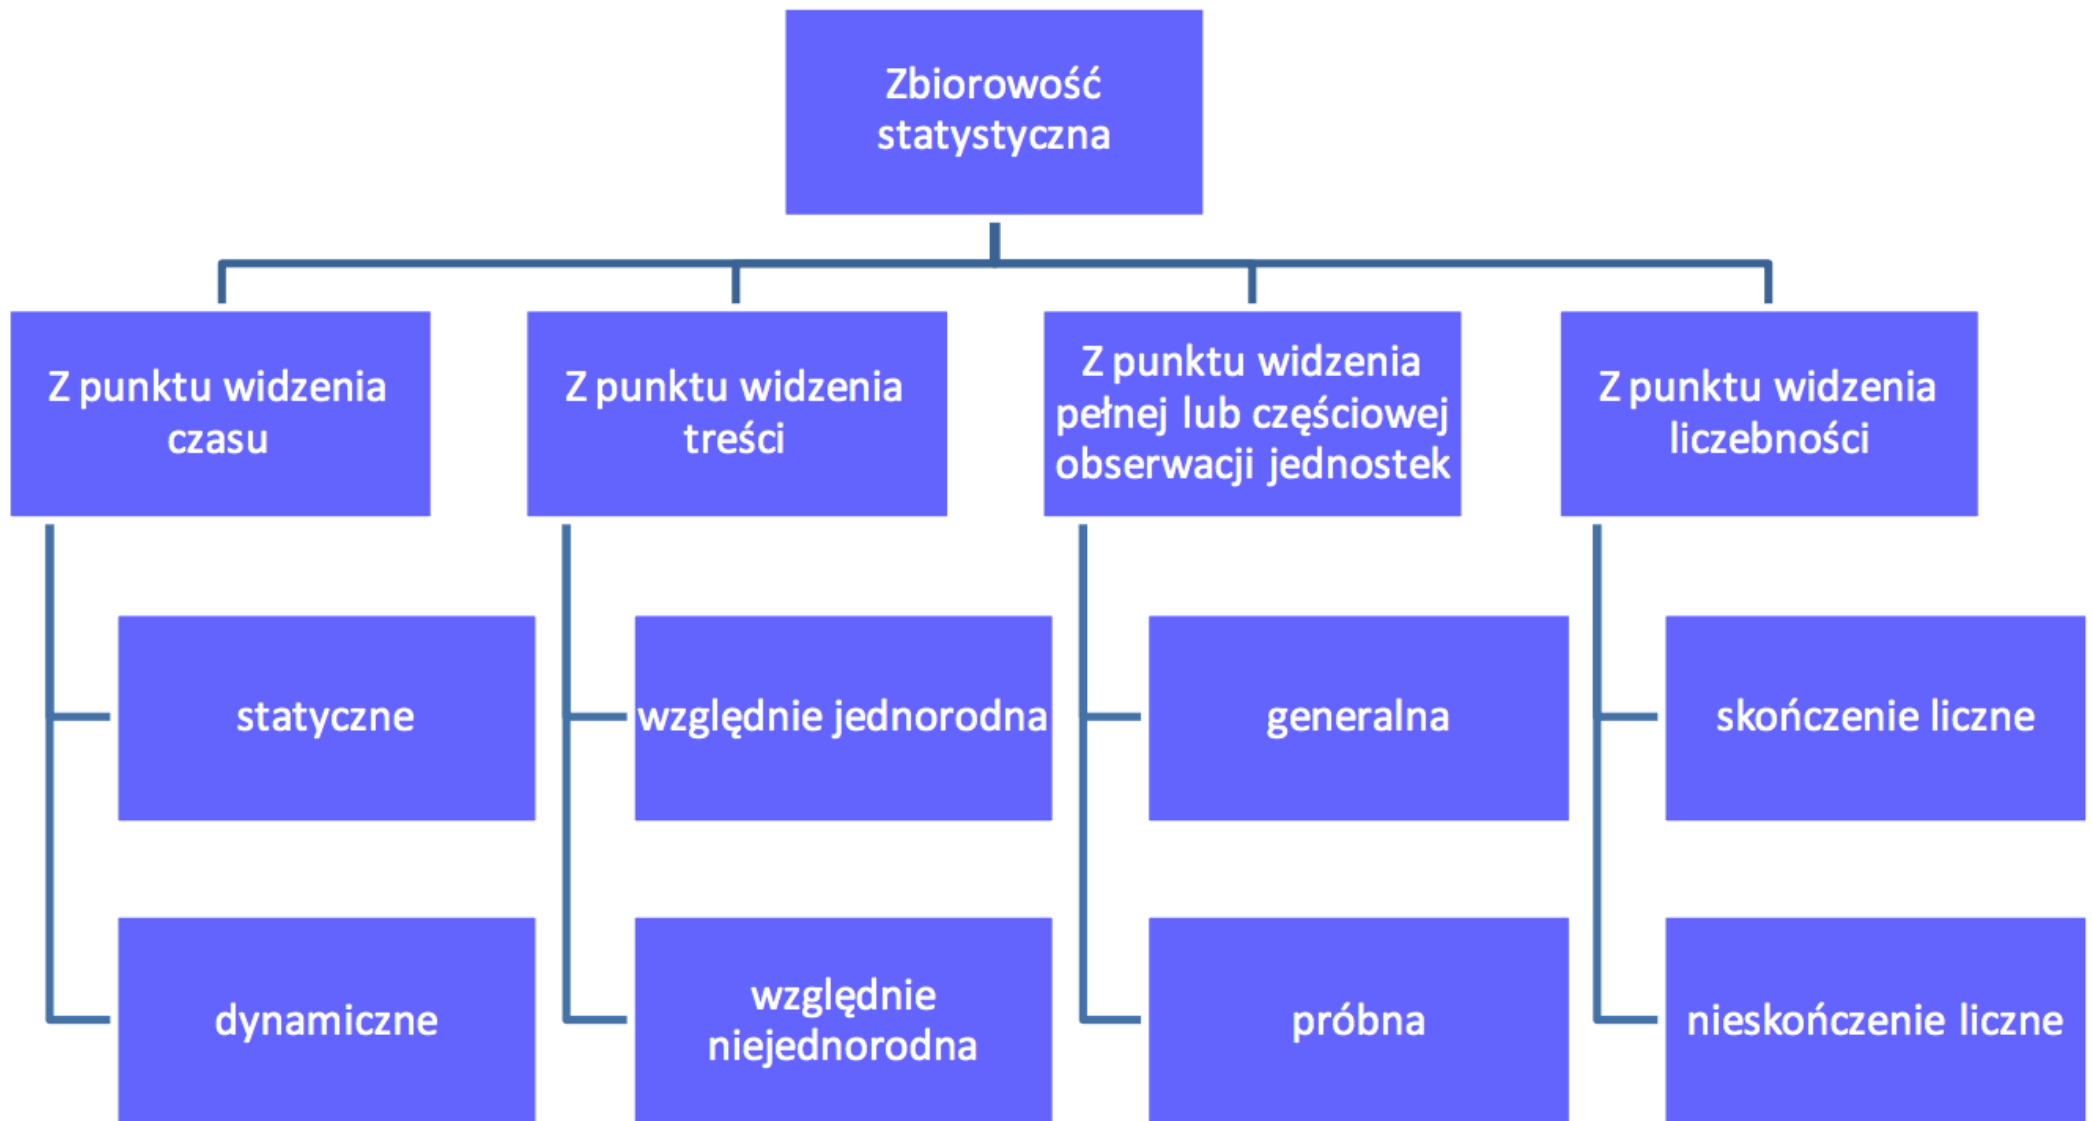 Zbiorowość
statystyczna
Z punktu widzenia
czasu
Z punktu widzenia
treści
Z punktu widzenia
pełnej lub częściowej
obserwacji jednostek
Z punktu widzenia
liczebności
statyczne
względnie jednorodna
generalna
skończenie liczne
dynamiczne
względnie
niejednorodna
próbna
nieskończenie liczne